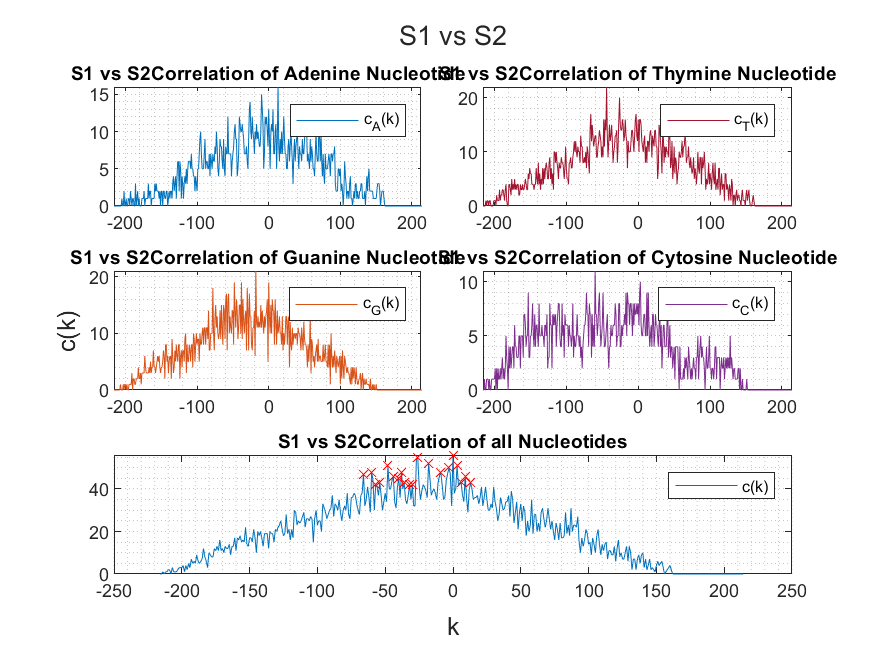 S1 vs S2
S1 vs S2Correlation of Adenine Nucleotide
15
10
5
0
-200 -100 0 100 200
c_A(k)
S1 vs S2Correlation of Thymine Nucleotide
20
10
0
-200 -100 0 100 200
c_T(k)
S1 vs S2Correlation of Guanine Nucleotide
20
10
0
-200 -100 0 100 200
c_G(k)
S1 vs S2Correlation of Cytosine Nucleotide
10
5
0
-200 -100 0 100 200
c_C(k)
c(k)
S1 vs S2Correlation of all Nucleotides
40
20
0
-250 -200 -150 -100 -50 0 50 100 150 200 250
c(k)
k